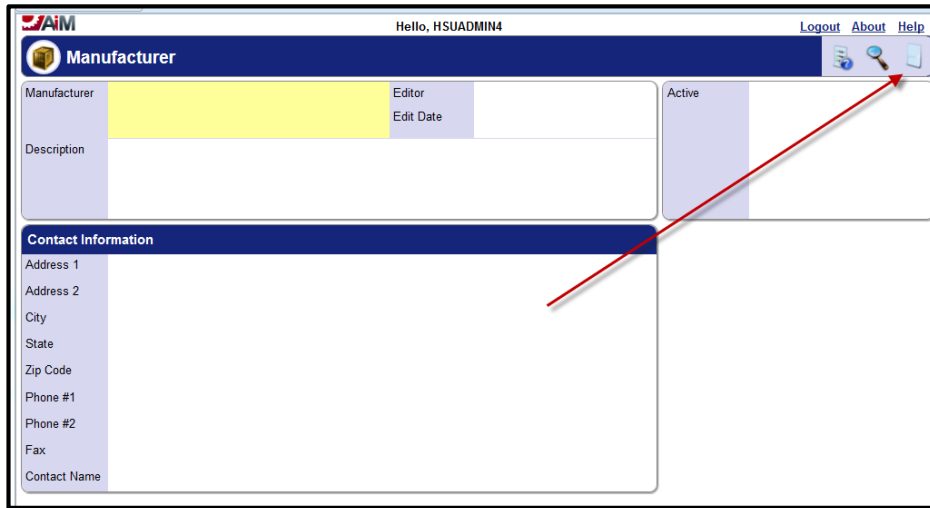 AiM
Hello, HSUADMIN4
Logout About Help
Manufacturer
Manufacturer
Editor
Edit Date
Active
Description
Contact Information
Address 1
Address 2
City
State
Zip Code
Phone #1
Phone #2
Fax
Contact Name